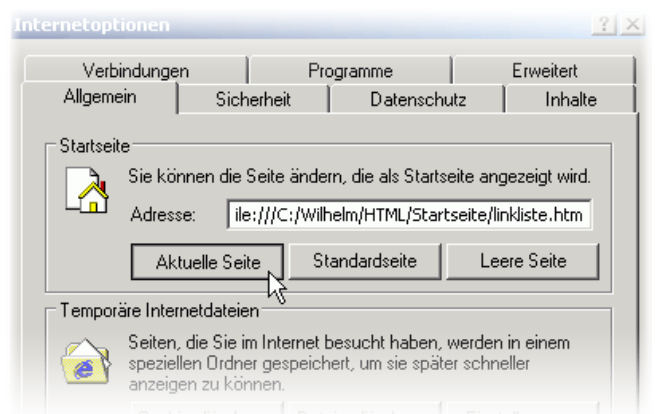 Internetoptionen
Verbindungen Programme Erweitert
Allgemein Sicherheit Datenschutz Inhalte
Startseite
Sie können die Seite ändern, die als Startseite angezeigt wird.
Adresse: ile:///C:/Wilhelm/HTML/Startseite/linkliste.htm
Aktuelle Seite Standardseite Leere Seite
Temporäre Internetdateien
Seiten, die Sie im Internet besucht haben, werden in einem
speziellen Ordner gespeichert, um sie später schneller
anzeigen zu können.